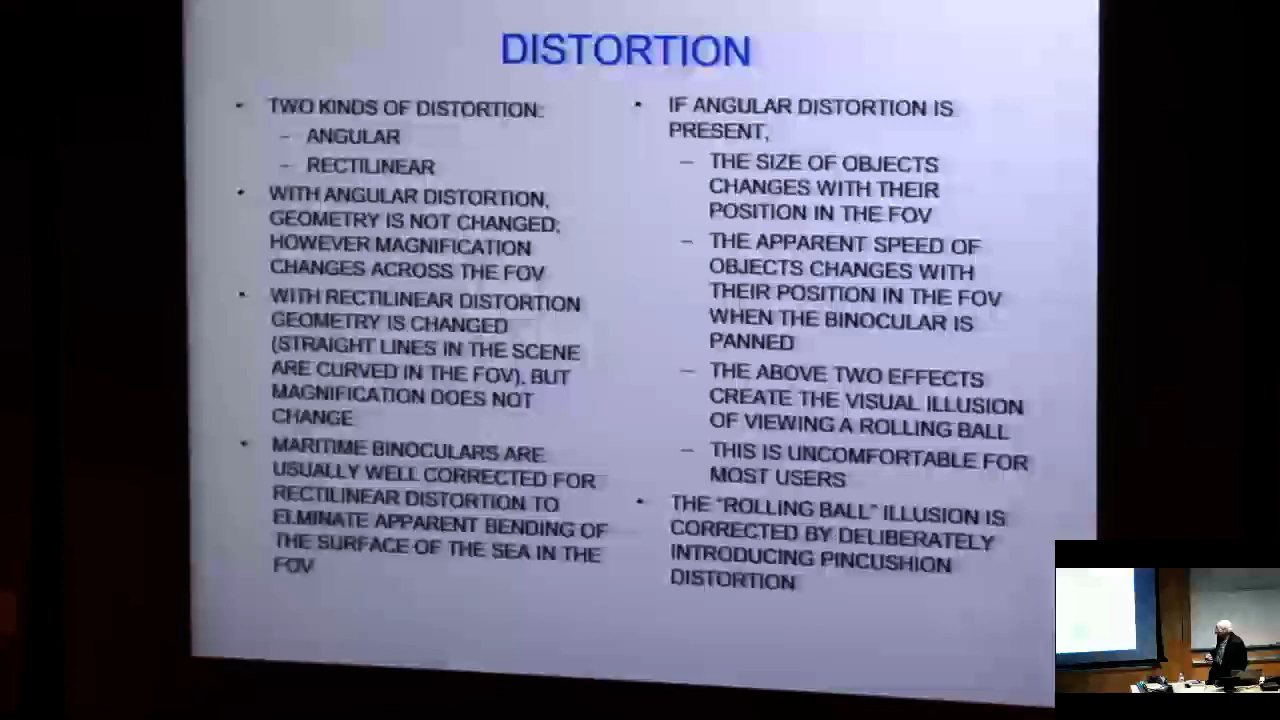 DISTORTION
• TWO KINDS OF DISTORTION:
– ANGULAR
– RECTILINEAR
• WITH ANGULAR DISTORTION,
GEOMETRY IS NOT CHANGED;
HOWEVER MAGNIFICATION
CHANGES ACROSS THE FOV
• WITH RECTILINEAR DISTORTION
GEOMETRY IS CHANGED
(STRAIGHT LINES IN THE SCENE
ARE CURVED IN THE FOV), BUT
MAGNIFICATION DOES NOT
CHANGE
• MARITIME BINOCULARS ARE
USUALLY WELL CORRECTED FOR
RECTILINEAR DISTORTION TO
ELMINATE APPARENT BENDING OF
THE SURFACE OF THE SEA IN THE
FOV
• IF ANGULAR DISTORTION IS
PRESENT,
– THE SIZE OF OBJECTS
CHANGES WITH THEIR
POSITION IN THE FOV
– THE APPARENT SPEED OF
OBJECTS CHANGES WITH
THEIR POSITION IN THE FOV
WHEN THE BINOCULAR IS
PANNED
– THE ABOVE TWO EFFECTS
CREATE THE VISUAL ILLUSION
OF VIEWING A ROLLING BALL
– THIS IS UNCOMFORTABLE FOR
MOST USERS
• THE "ROLLING BALL" ILLUSION IS
CORRECTED BY DELIBERATELY
INTRODUCING PINCUSHION
DISTORTION